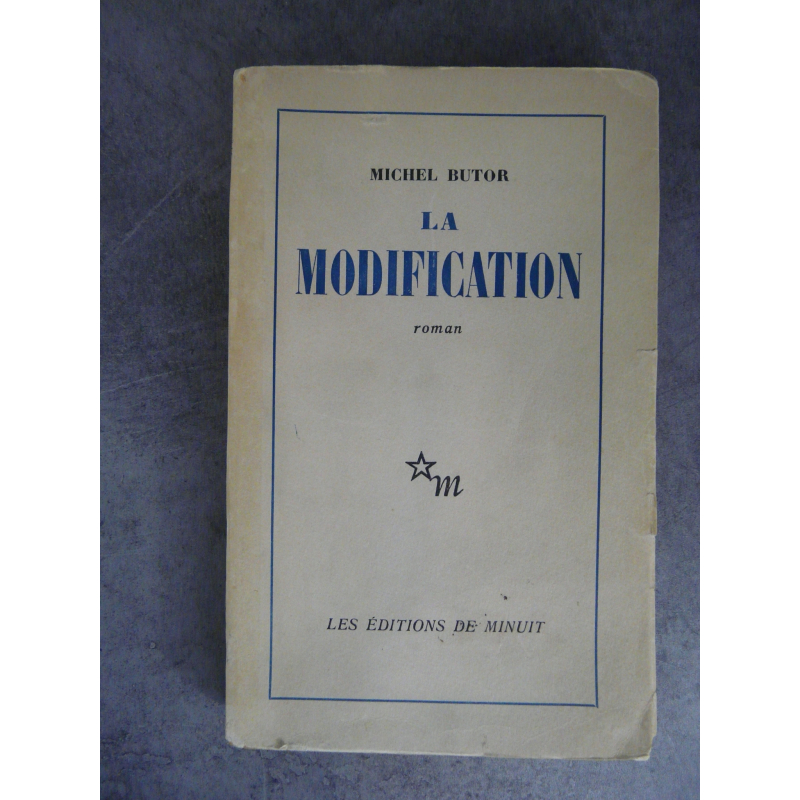 MICHEL BUTOR
LA
MODIFICATION
roman
m
LES ÉDITIONS DE MINUIT